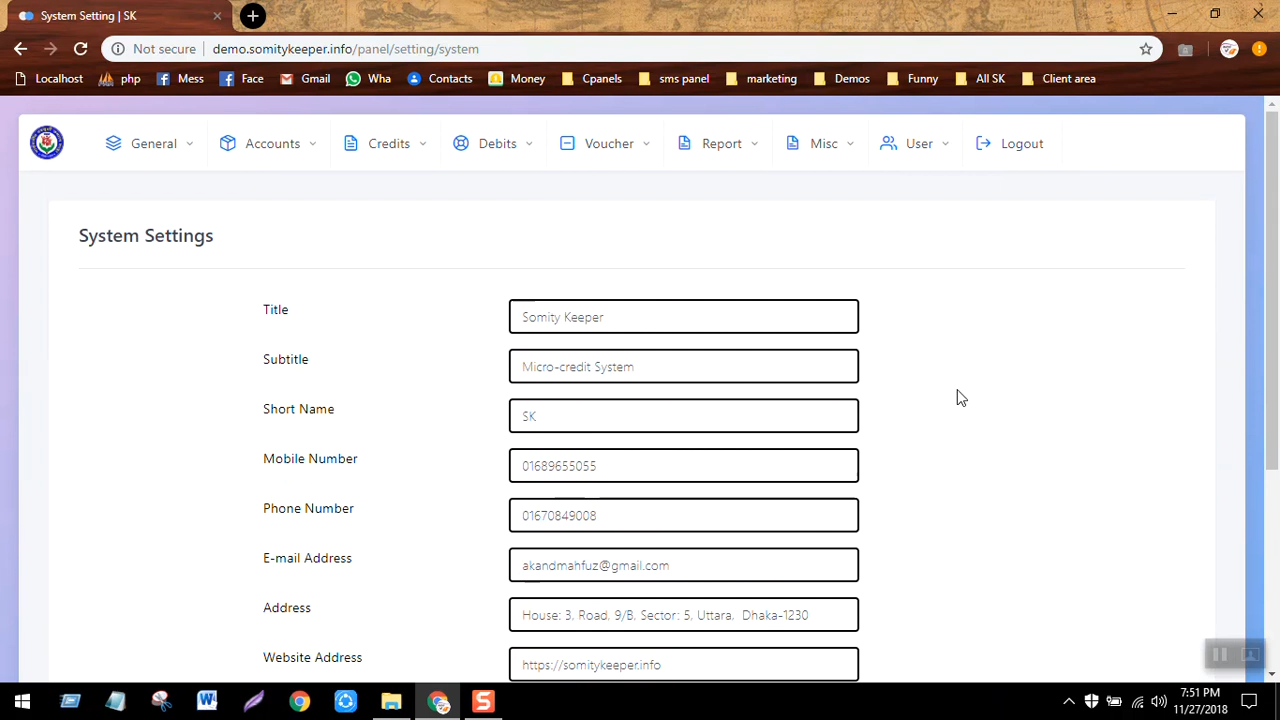 System Setting | SK
Not secure | demo.somitykeeper.info/panel/setting/system
Localhost php Mess Face Gmail Wha Contacts Money Cpanels sms panel marketing Demos Funny All SK Client area
General Accounts Credits Debits Voucher Report Misc User Logout
System Settings
Title Somity Keeper
Subtitle Micro-credit System
Short Name SK
Mobile Number 01689655055
Phone Number 01670849008
E-mail Address akandmahfuz@gmail.com
Address House: 3, Road, 9/B, Sector: 5, Uttara, Dhaka-1230
Website Address https://somitykeeper.info
7:51 PM
11/27/2018